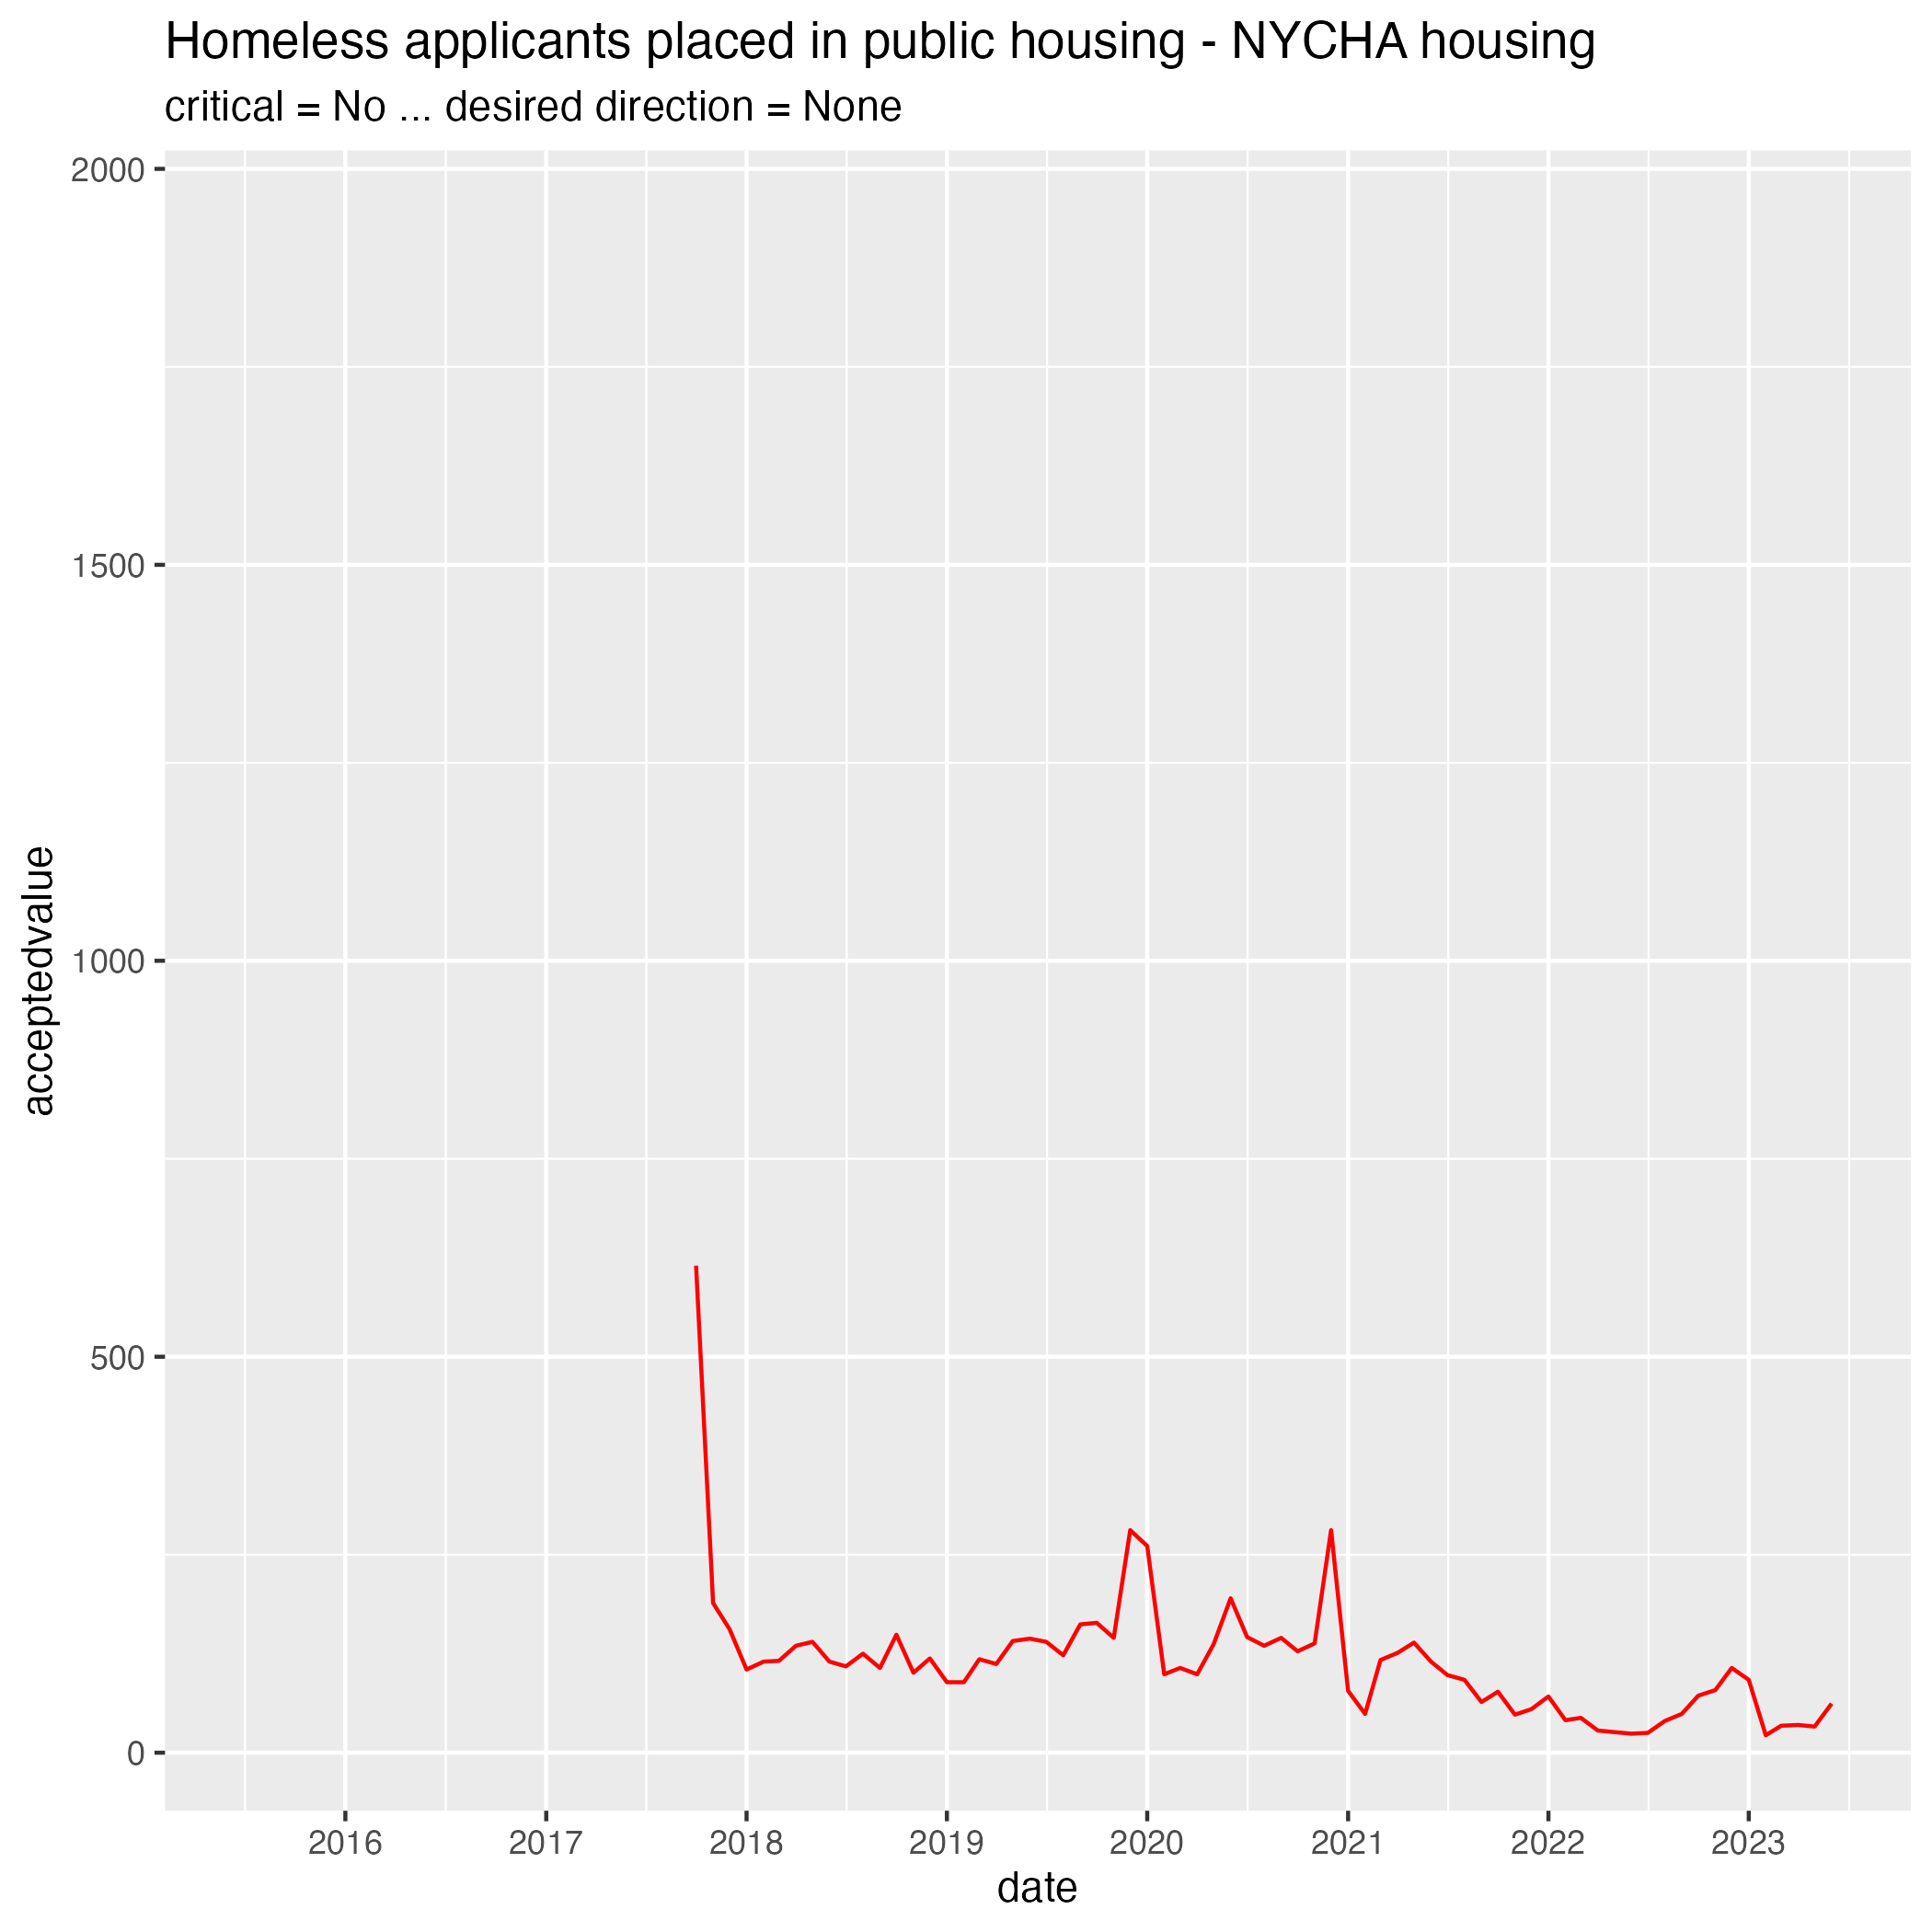 Homeless applicants placed in public housing - NYCHA housing
critical = No ... desired direction = None
2000
1500
1000
500
0
acceptedvalue
2016 2017 2018 2019 2020 2021 2022 2023
date